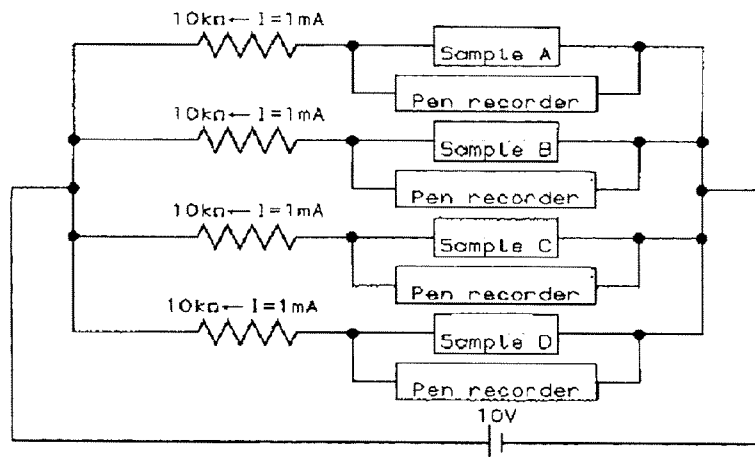 10kΩ← I=1mA
Sample A
Pen recorder
10kΩ← I=1mA
Sample B
Pen recorder
10kΩ← I=1mA
Sample C
Pen recorder
10kΩ← I=1mA
Sample D
Pen recorder
10V